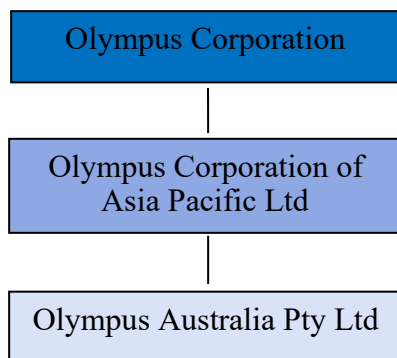 Olympus Corporation
Olympus Corporation of
Asia Pacific Ltd
Olympus Australia Pty Ltd